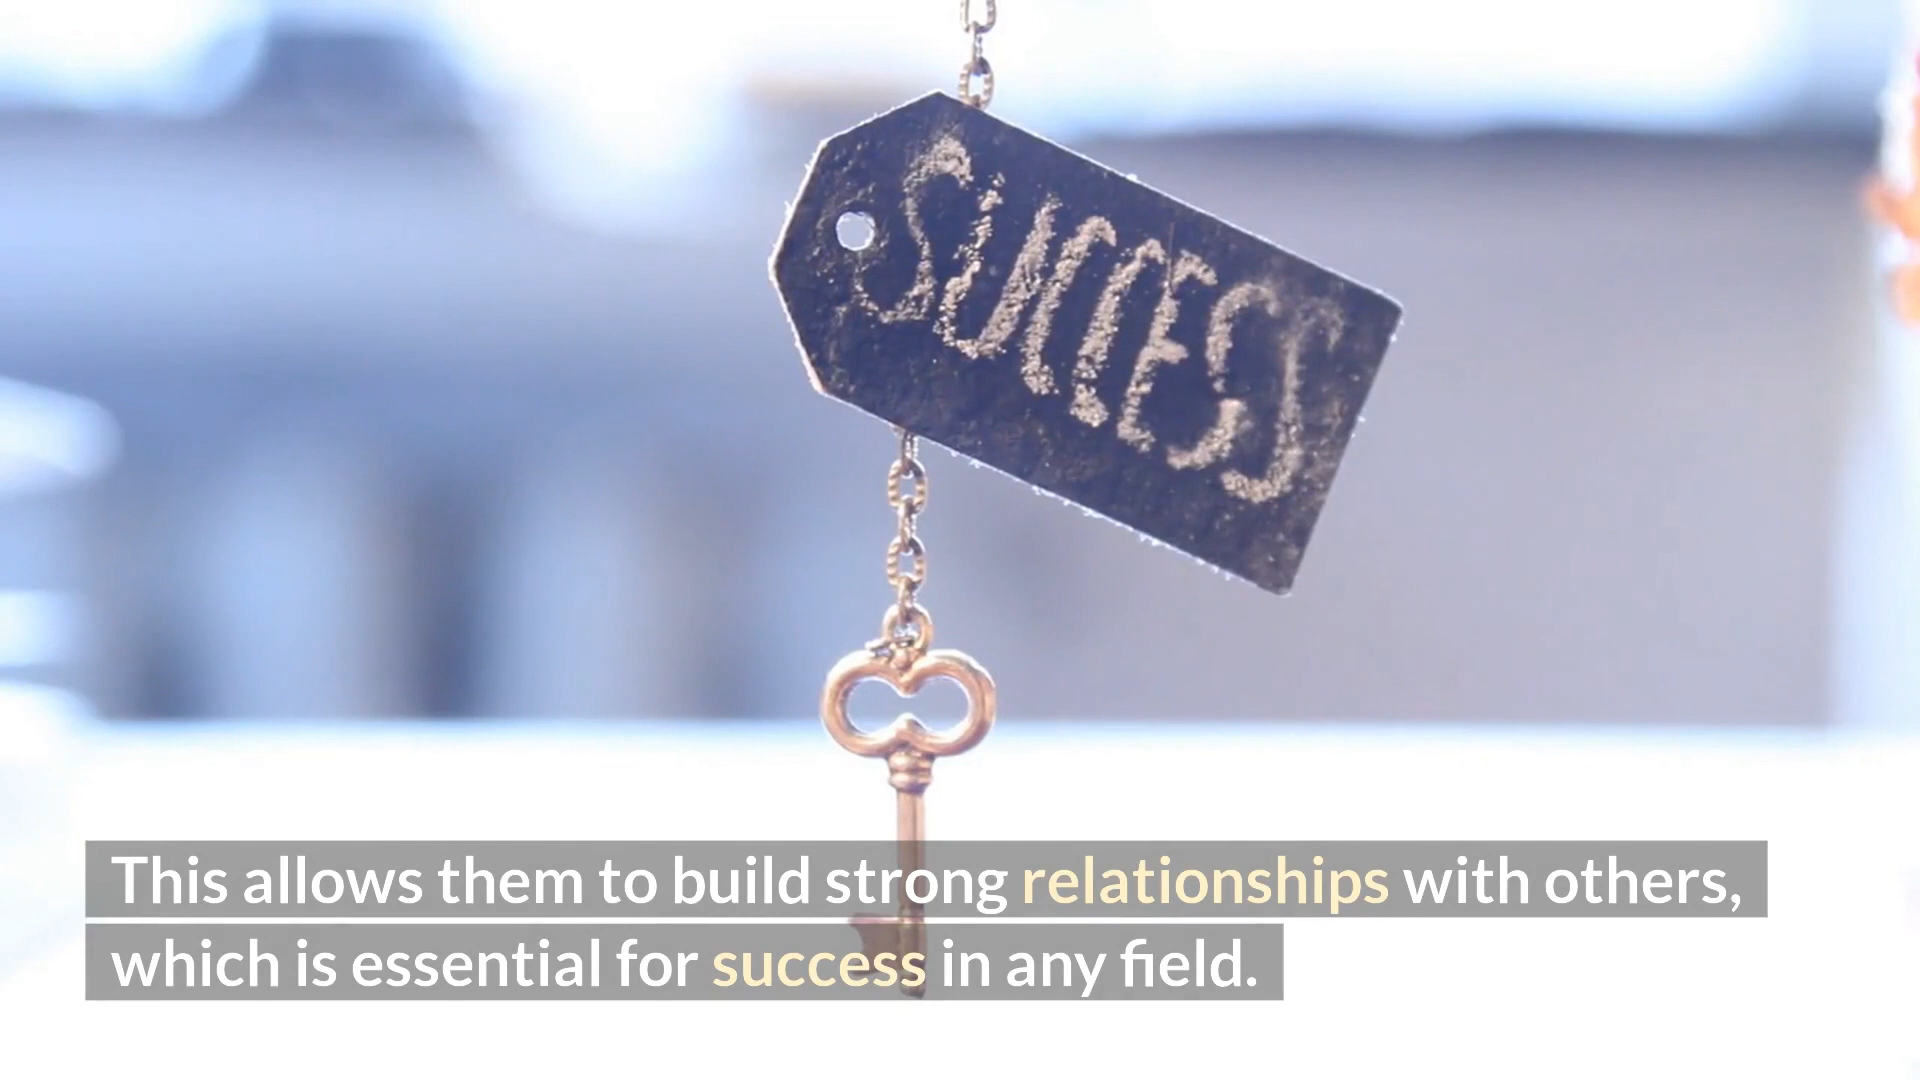 SUCCESS
This allows them to build strong relationships with others,
which is essential for success in any field.